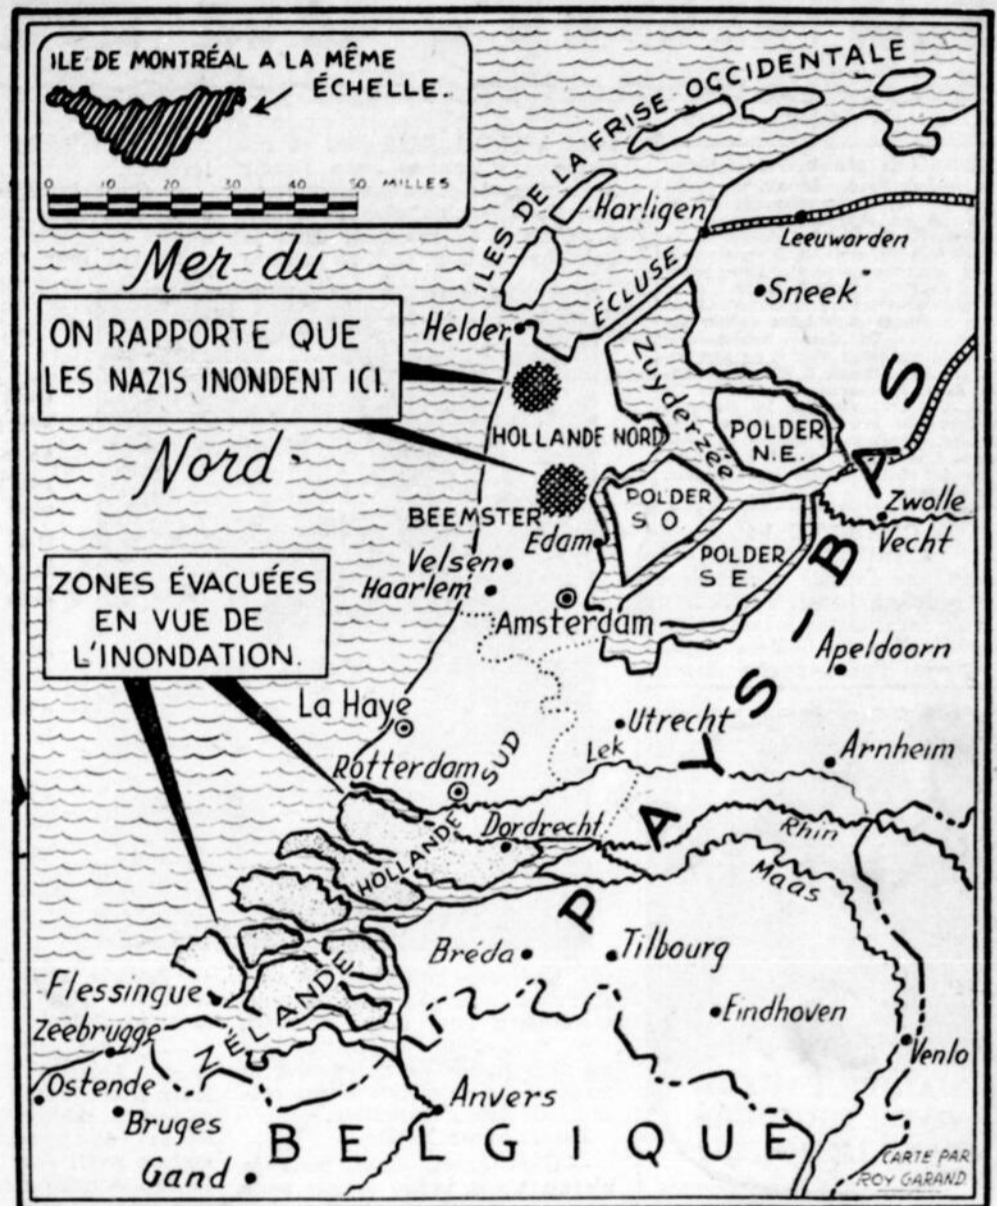 ILE DE MONTRÉAL A LA MÊME
ÉCHELLE.
0 10 20 30 40 50 MILLES
ILES DE LA FRISE OCCIDENTALE
Harligen
Leeuwarden
Mer du
Nord
ÉCLUSE
Sneek
Helder
ON RAPPORTE QUE
LES NAZIS INONDENT ICI.
Zuyderzée
HOLLANDE NORD
POLDER
N.E.
POLDER
S O
POLDER
S E
BEEMSTER
Edam
Zwolle
Vecht
Velsen
Haarlem
Amsterdam
ZONES ÉVACUÉES
EN VUE DE
L'INONDATION.
Apeldoorn
PAYS-BAS
La Haye
Utrecht
Lek
Arnheim
Rotterdam
HOLLANDE SUD
Dordrecht
Rhin
Maas
Bréda
Tilbourg
Flessingue
ZÉLANDE
Eindhoven
Zeebrugge
Venlo
Ostende
Bruges
Anvers
BELGIQUE
Gand
CARTE PAR
ROY GARAND